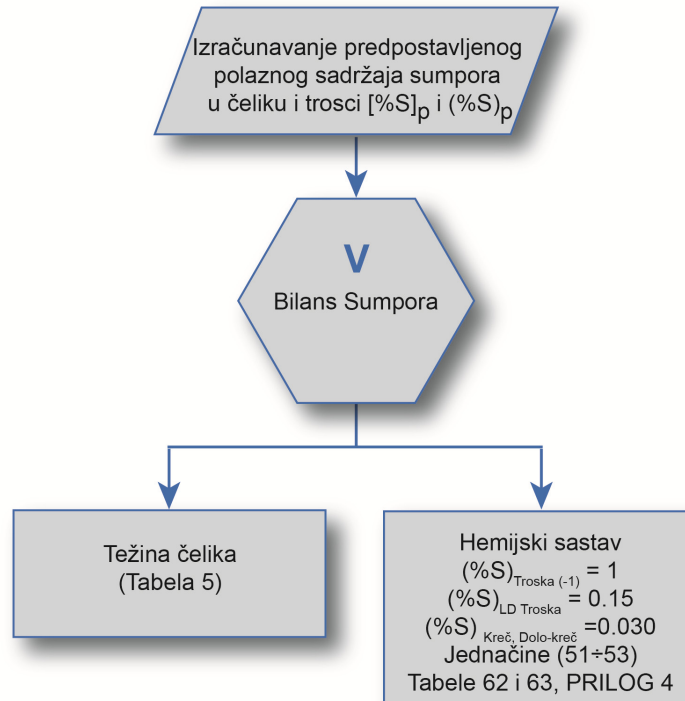 Izračunavanje predpostavljenog
polaznog sadržaja sumpora
u čeliku i trosci [%S]p i (%S)p
V
Bilans Sumpora
Težina čelika
(Tabela 5)
Hemijski sastav
(%S)Troska (-1) = 1
(%S)LD Troska = 0.15
(%S) Kreč, Dolo-kreč =0.030
Jednačine (51÷53)
Tabele 62 i 63, PRILOG 4